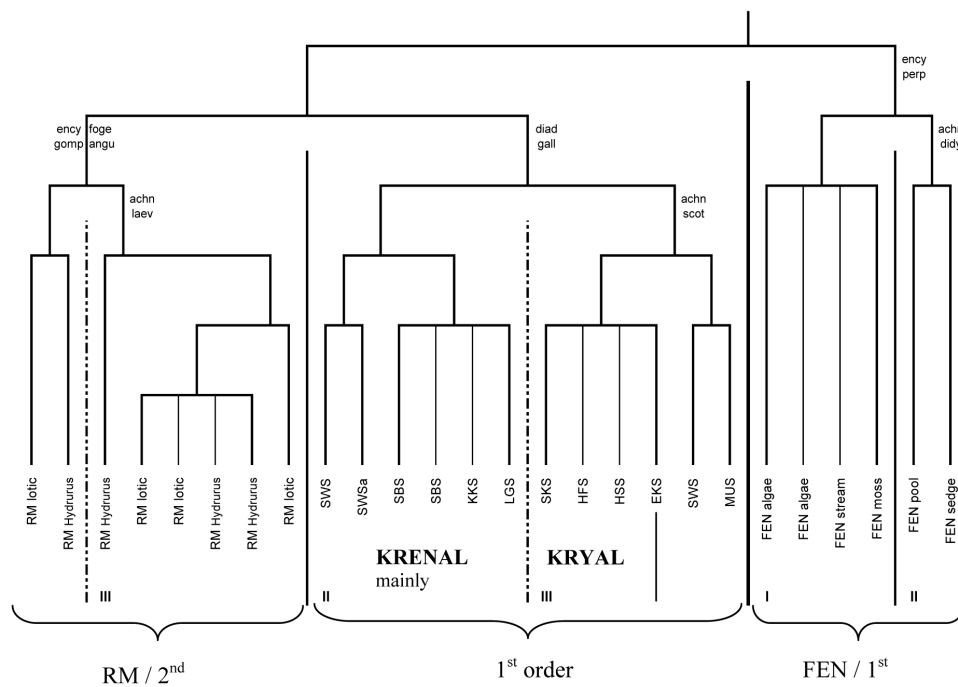 ency
perp
ency foge
gomp angu
diad
gall
achn
didy
achn
laev
achn
scot
RM lotic
RM Hydrurus
RM Hydrurus
RM lotic
RM lotic
RM Hydrurus
RM Hydrurus
RM lotic
SWS
SWSa
SBS
SBS
KKS
LGS
SKS
HFS
HSS
EKS
SWS
MUS
FEN algae
FEN algae
FEN stream
FEN moss
FEN pool
FEN sedge
KRENAL
mainly
KRYAL
III
II
III
I
II
RM / 2nd
1st order
FEN / 1st